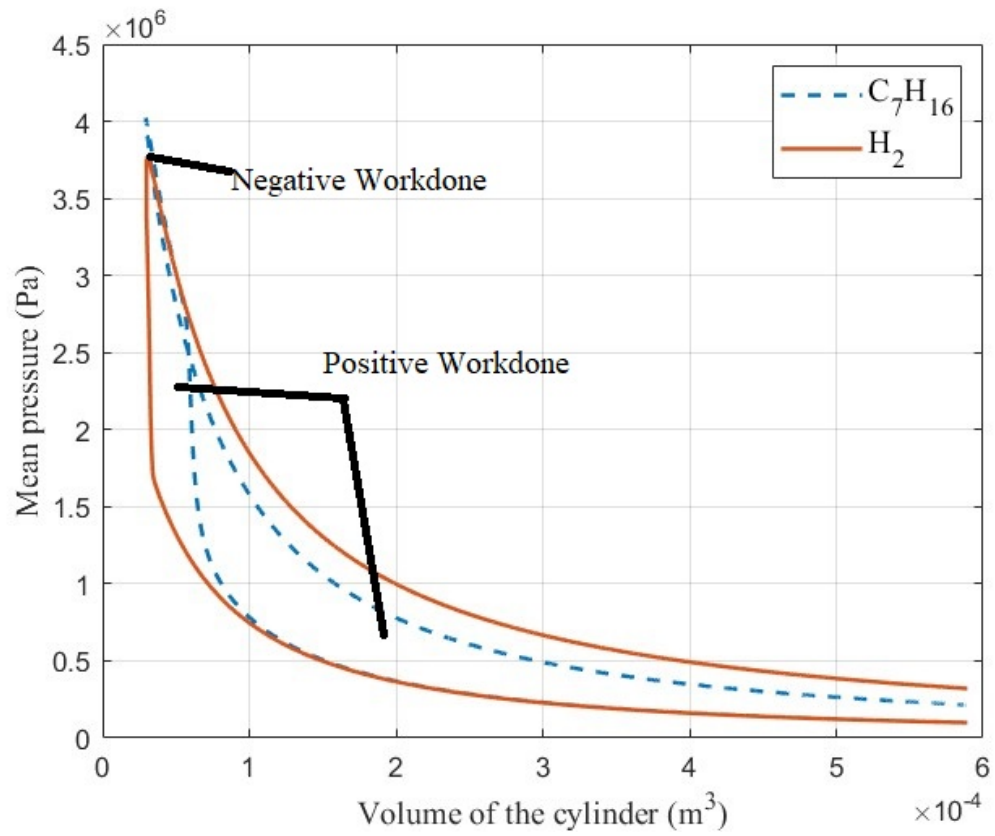 ×10⁶
4.5
4
3.5
3
2.5
2
1.5
1
0.5
0
Mean pressure (Pa)
C₇H₁₆
H₂
Negative Workdone
Positive Workdone
0 1 2 3 4 5 6
Volume of the cylinder (m³)
×10⁻⁴